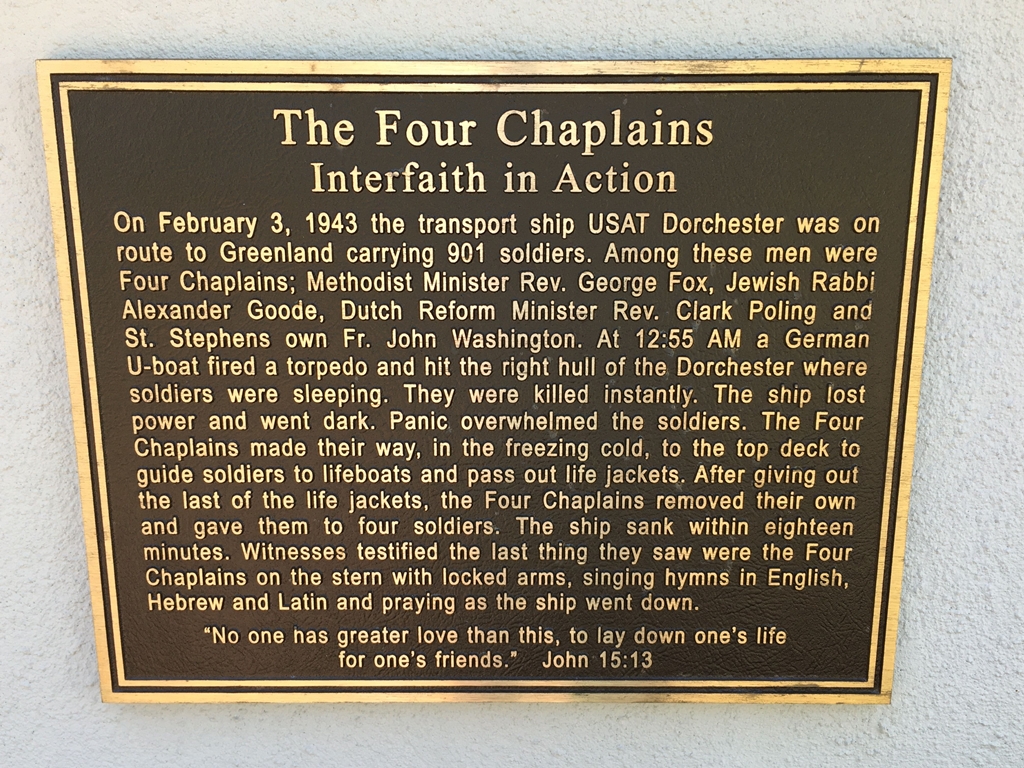 The Four Chaplains
Interfaith in Action
On February 3, 1943 the transport ship USAT Dorchester was on
route to Greenland carrying 901 soldiers. Among these men were
Four Chaplains; Methodist Minister Rev. George Fox, Jewish Rabbi
Alexander Goode, Dutch Reform Minister Rev. Clark Poling and
St. Stephens own Fr. John Washington. At 12:55 AM a German
U-boat fired a torpedo and hit the right hull of the Dorchester where
soldiers were sleeping. They were killed instantly. The ship lost
power and went dark. Panic overwhelmed the soldiers. The Four
Chaplains made their way, in the freezing cold, to the top deck to
guide soldiers to lifeboats and pass out life jackets. After giving out
the last of the life jackets, the Four Chaplains removed their own
and gave them to four soldiers. The ship sank within eighteen
minutes. Witnesses testified the last thing they saw were the Four
Chaplains on the stern with locked arms, singing hymns in English,
Hebrew and Latin and praying as the ship went down.
“No one has greater love than this, to lay down one’s life
for one’s friends.” John 15:13